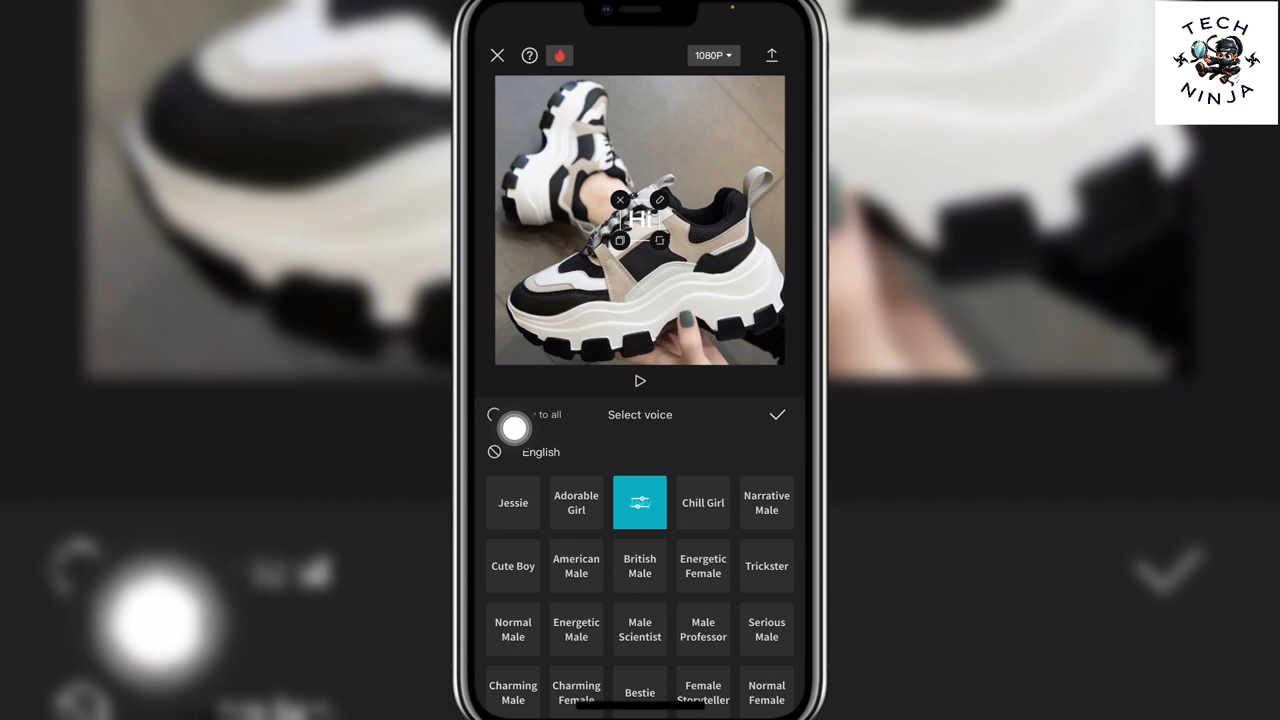 TECH
NINJA
1080P
Hi
to all
Select voice
English
Jessie
Adorable
Girl
Chill Girl
Narrative
Male
Cute Boy
American
Male
British
Male
Energetic
Female
Trickster
Normal
Male
Energetic
Male
Male
Scientist
Male
Professor
Serious
Male
Charming
Male
Charming
Female
Bestie
Female
Storyteller
Normal
Female